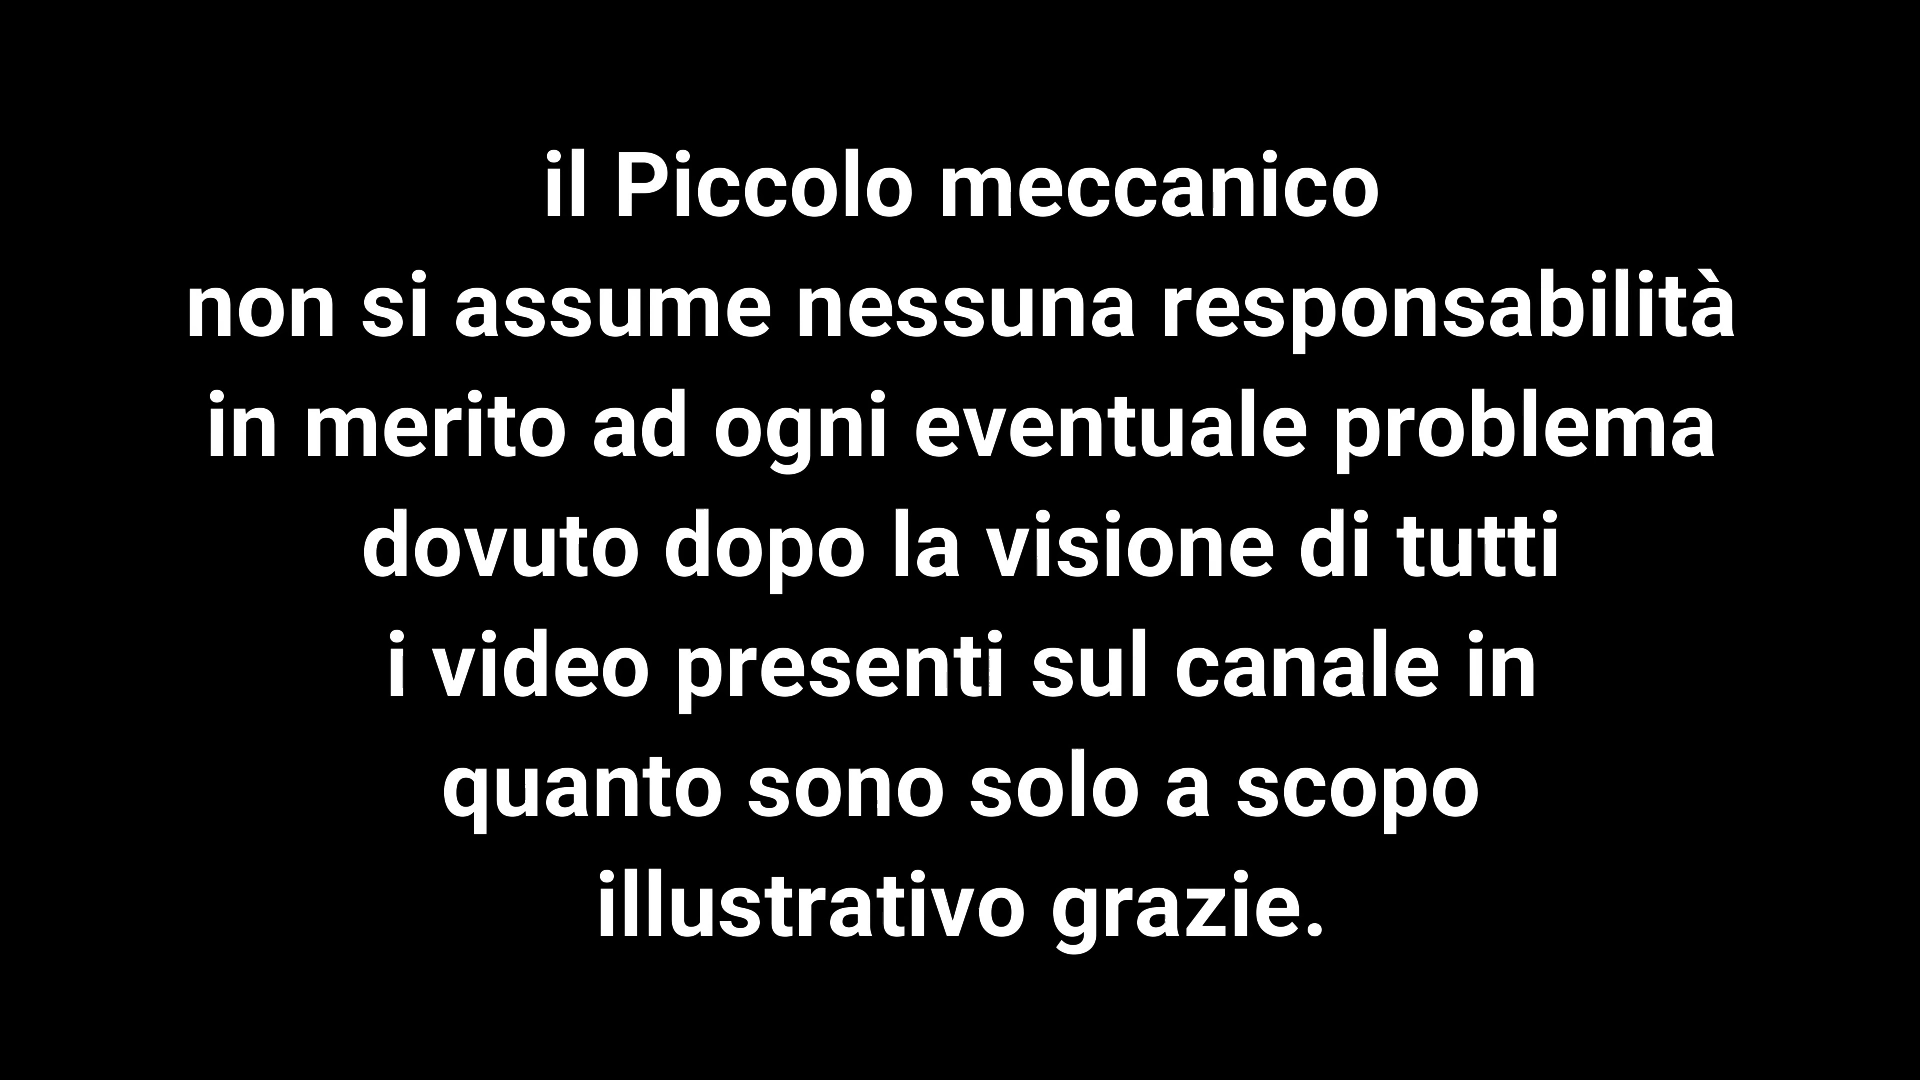 il Piccolo meccanico
non si assume nessuna responsabilità
in merito ad ogni eventuale problema
dovuto dopo la visione di tutti
i video presenti sul canale in
quanto sono solo a scopo
illustrativo grazie.